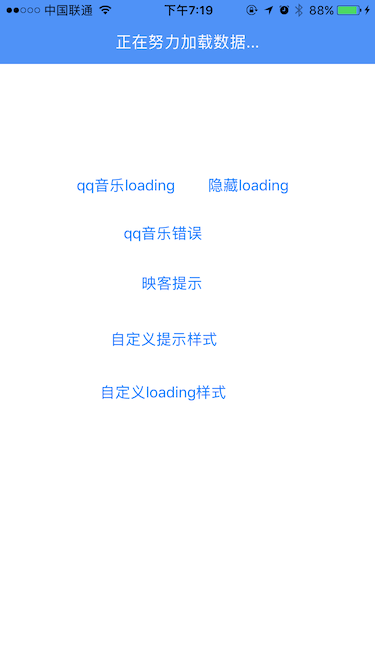 中国联通 下午7:19 88%
正在努力加载数据...
qq音乐loading 隐藏loading
qq音乐错误
映客提示
自定义提示样式
自定义loading样式